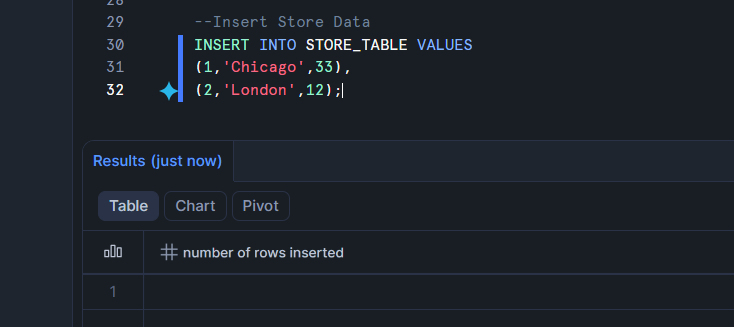 28
29 --Insert Store Data
30 INSERT INTO STORE_TABLE VALUES
31 (1,'Chicago',33),
32 (2,'London',12);
Results (just now)
Table Chart Pivot
number of rows inserted
1